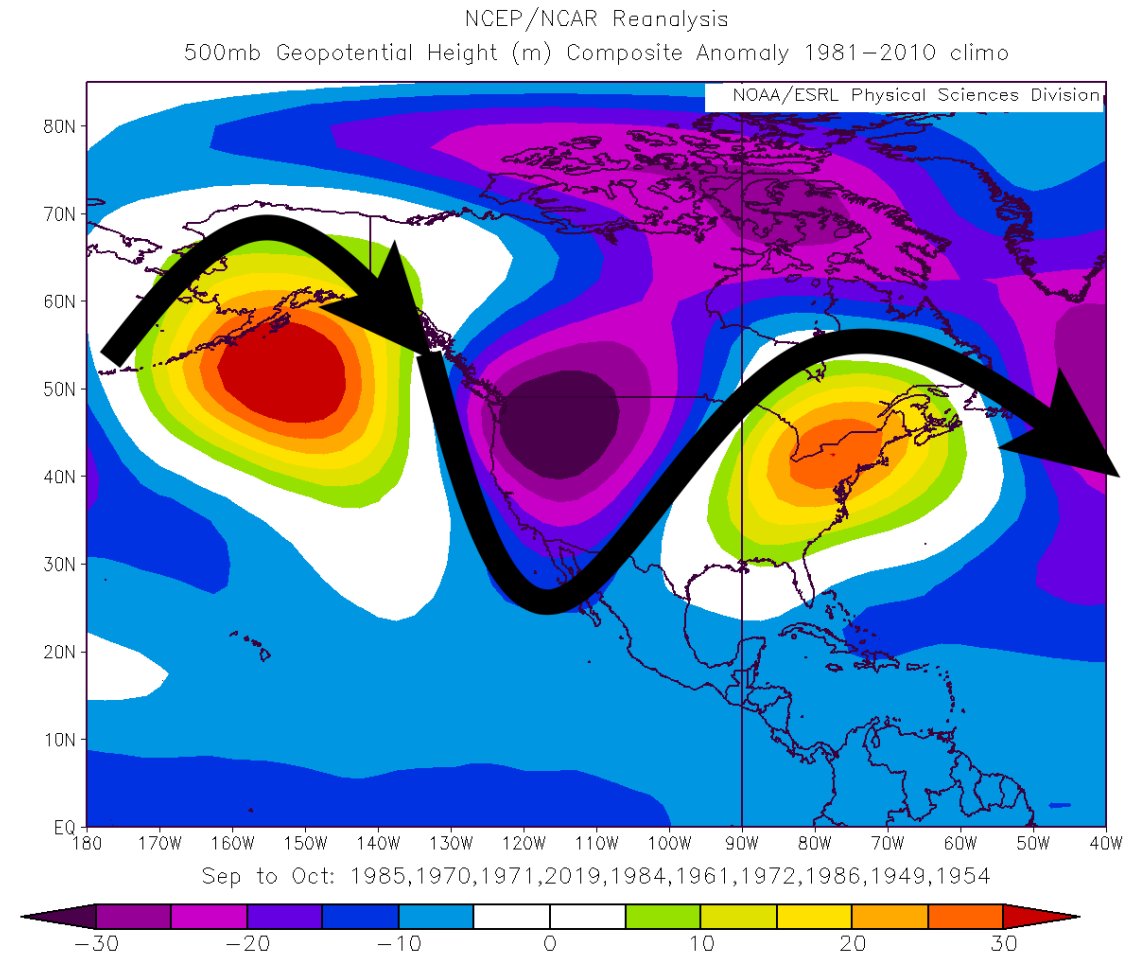 NCEP/NCAR Reanalysis
500mb Geopotential Height (m) Composite Anomaly 1981-2010 climo
NOAA/ESRL Physical Sciences Division
80N
70N
60N
50N
40N
30N
20N
10N
EQ
180 170W 160W 150W 140W 130W 120W 110W 100W 90W 80W 70W 60W 50W 40W
Sep to Oct: 1985,1970,1971,2019,1984,1961,1972,1986,1949,1954
-30 -20 -10 0 10 20 30